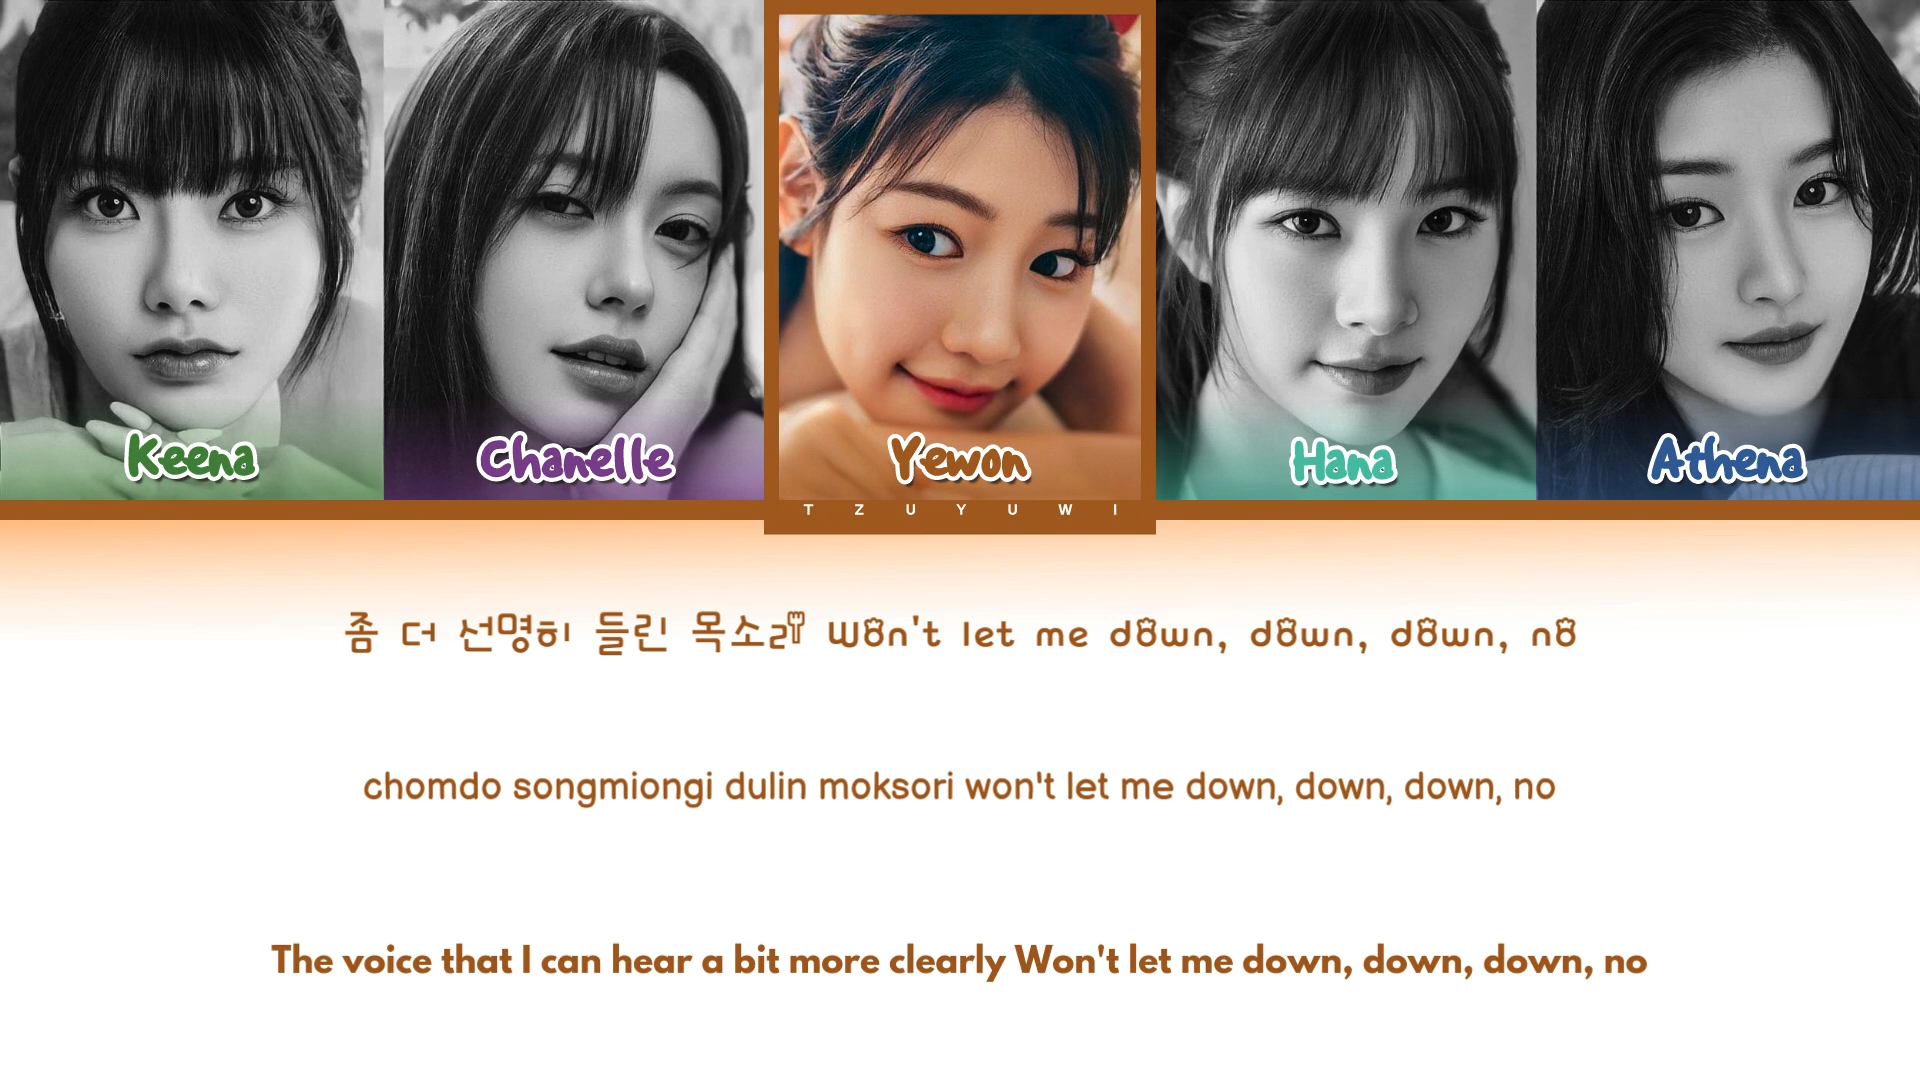 Keena
Chanelle
Yewon
Hana
Athena
TZUYUWI
좀 더 선명히 들린 목소리 Won't let me down, down, down, no
chomdo songmiongi dulin moksori won't let me down, down, down, no
The voice that I can hear a bit more clearly Won't let me down, down, down, no